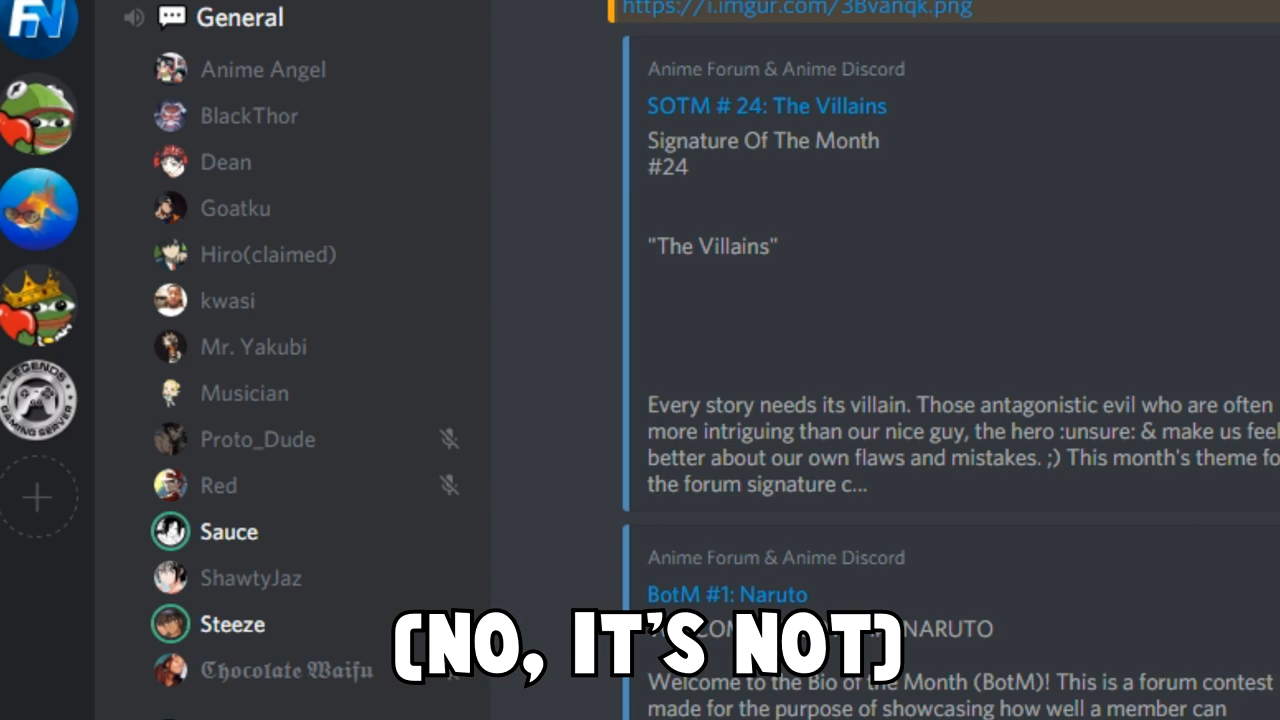 FN
General
Anime Angel
BlackThor
Dean
Goatku
Hiro(claimed)
kwasi
Mr. Yakubi
Musician
Proto_Dude
Red
Sauce
ShawtyJaz
Steeze
Chocolate Waifu
LEGENDS
GAMING SERVER
https://i.imgur.com/3Bvanqk.png
Anime Forum & Anime Discord
SOTM # 24: The Villains
Signature Of The Month
#24
"The Villains"
Every story needs its villain. Those antagonistic evil who are often
more intriguing than our nice guy, the hero :unsure: & make us feel
better about our own flaws and mistakes. ;) This month's theme fo
the forum signature c...
Anime Forum & Anime Discord
BotM #1: Naruto
NARUTO
Welcome to the Bio of the Month (BotM)! This is a forum contest
made for the purpose of showcasing how well a member can
(NO, IT'S NOT)